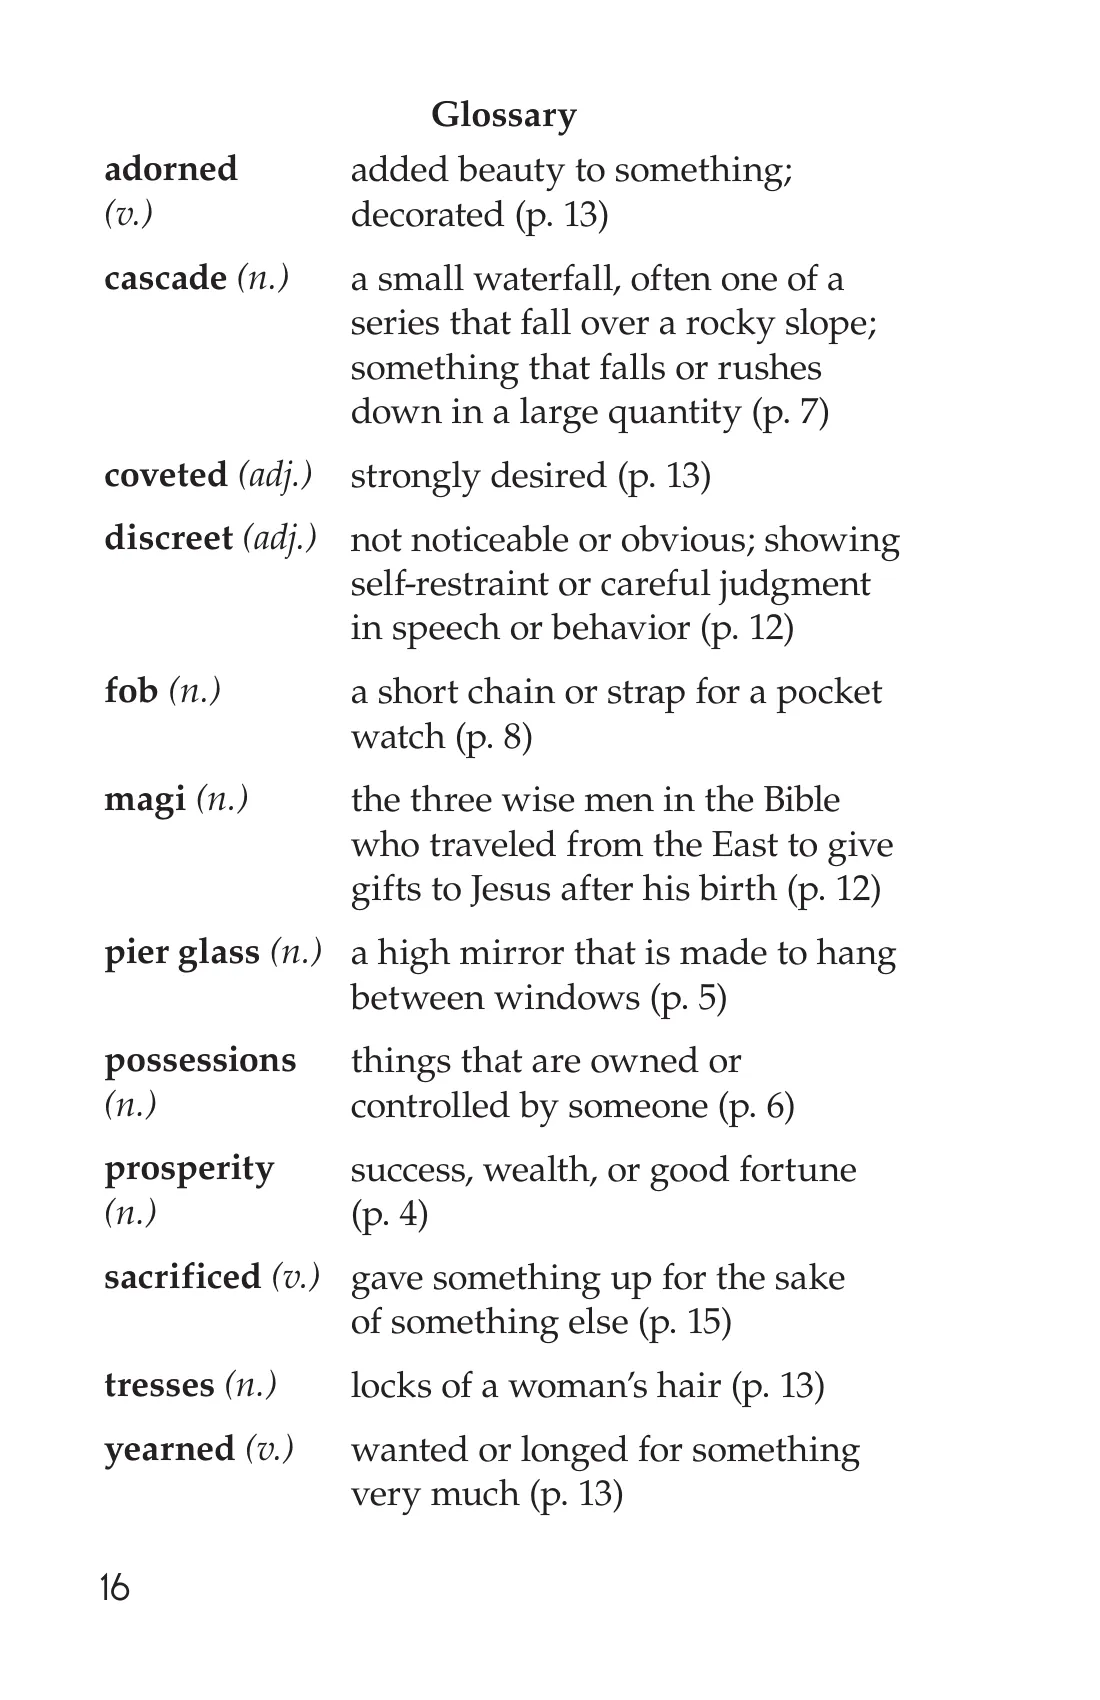 Glossary
adorned added beauty to something;
(v.) decorated (p. 13)
cascade (n.) a small waterfall, often one of a
series that fall over a rocky slope;
something that falls or rushes
down in a large quantity (p. 7)
coveted (adj.) strongly desired (p. 13)
discreet (adj.) not noticeable or obvious; showing
self-restraint or careful judgment
in speech or behavior (p. 12)
fob (n.) a short chain or strap for a pocket
watch (p. 8)
magi (n.) the three wise men in the Bible
who traveled from the East to give
gifts to Jesus after his birth (p. 12)
pier glass (n.) a high mirror that is made to hang
between windows (p. 5)
possessions things that are owned or
(n.) controlled by someone (p. 6)
prosperity success, wealth, or good fortune
(n.) (p. 4)
sacrificed (v.) gave something up for the sake
of something else (p. 15)
tresses (n.) locks of a woman’s hair (p. 13)
yearned (v.) wanted or longed for something
very much (p. 13)
16